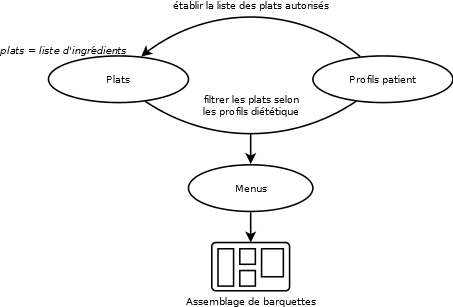 établir la liste des plats autorisés
plats = liste d'ingrédients
Plats
Profils patient
filtrer les plats selon
les profils diététique
Menus
Assemblage de barquettes